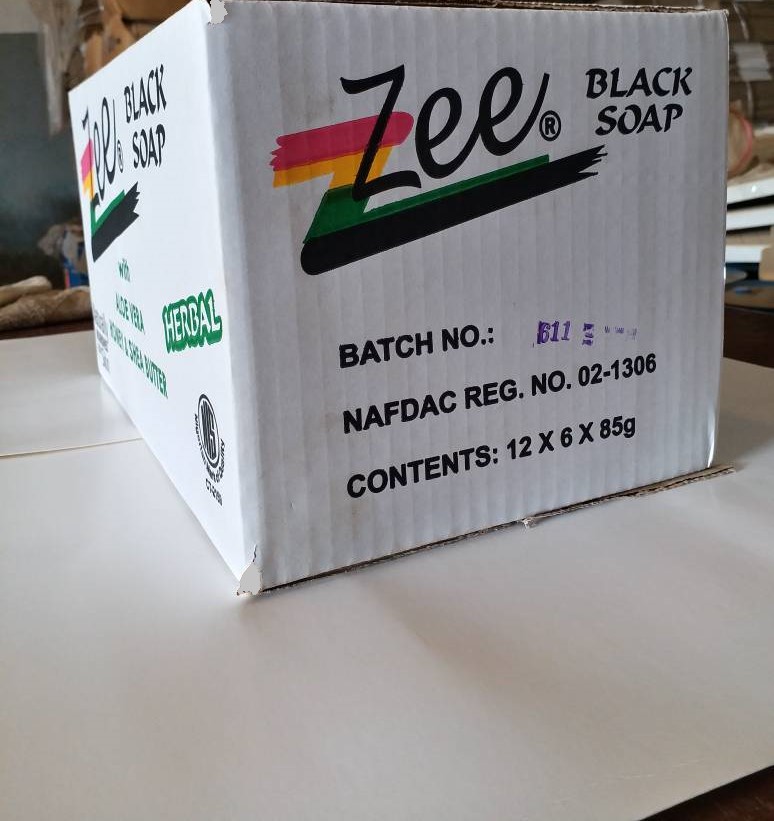 Zee® BLACK SOAP
with
ALOE VERA
HONEY & SHEA BUTTER
HERBAL
Zee® BLACK SOAP
BATCH NO.: 611
NAFDAC REG. NO. 02-1306
CONTENTS: 12 X 6 X 85g